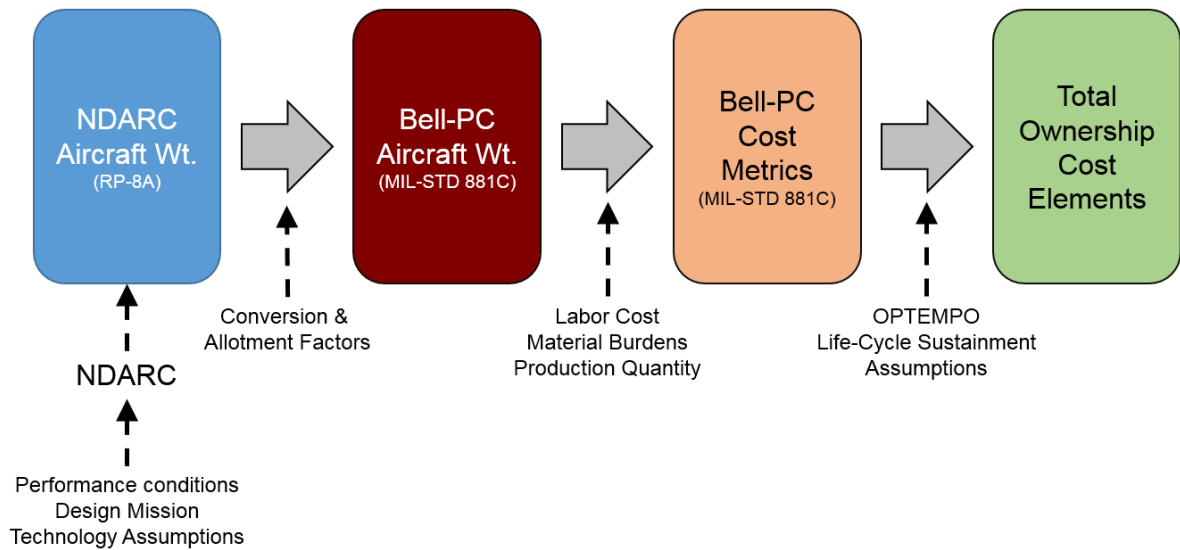 NDARC
Aircraft Wt.
(RP-8A)
Bell-PC
Aircraft Wt.
(MIL-STD 881C)
Bell-PC
Cost
Metrics
(MIL-STD 881C)
Total
Ownership
Cost
Elements
Conversion &
Allotment Factors
Labor Cost
Material Burdens
Production Quantity
OPTEMPO
Life-Cycle Sustainment
Assumptions
NDARC
Performance conditions
Design Mission
Technology Assumptions